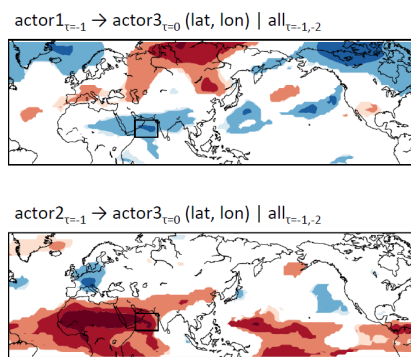 actor1τ=-1 → actor3τ=0 (lat, lon) | allτ=-1,-2
actor2τ=-1 → actor3τ=0 (lat, lon) | allτ=-1,-2